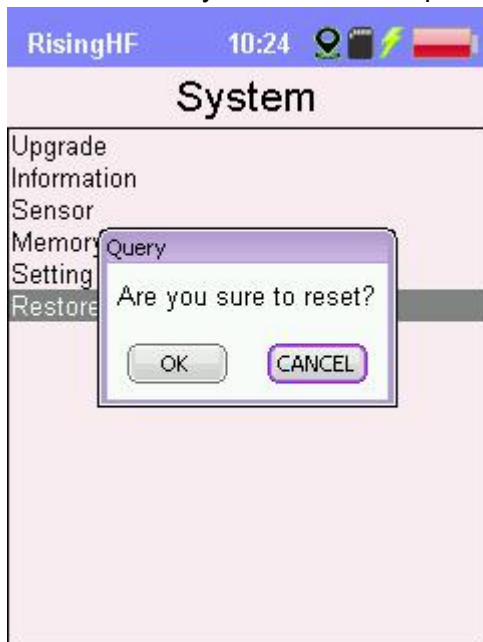 RisingHF 10:24
System
Upgrade
Information
Sensor
Memory
Setting
Restore
Query
Are you sure to reset?
OK CANCEL